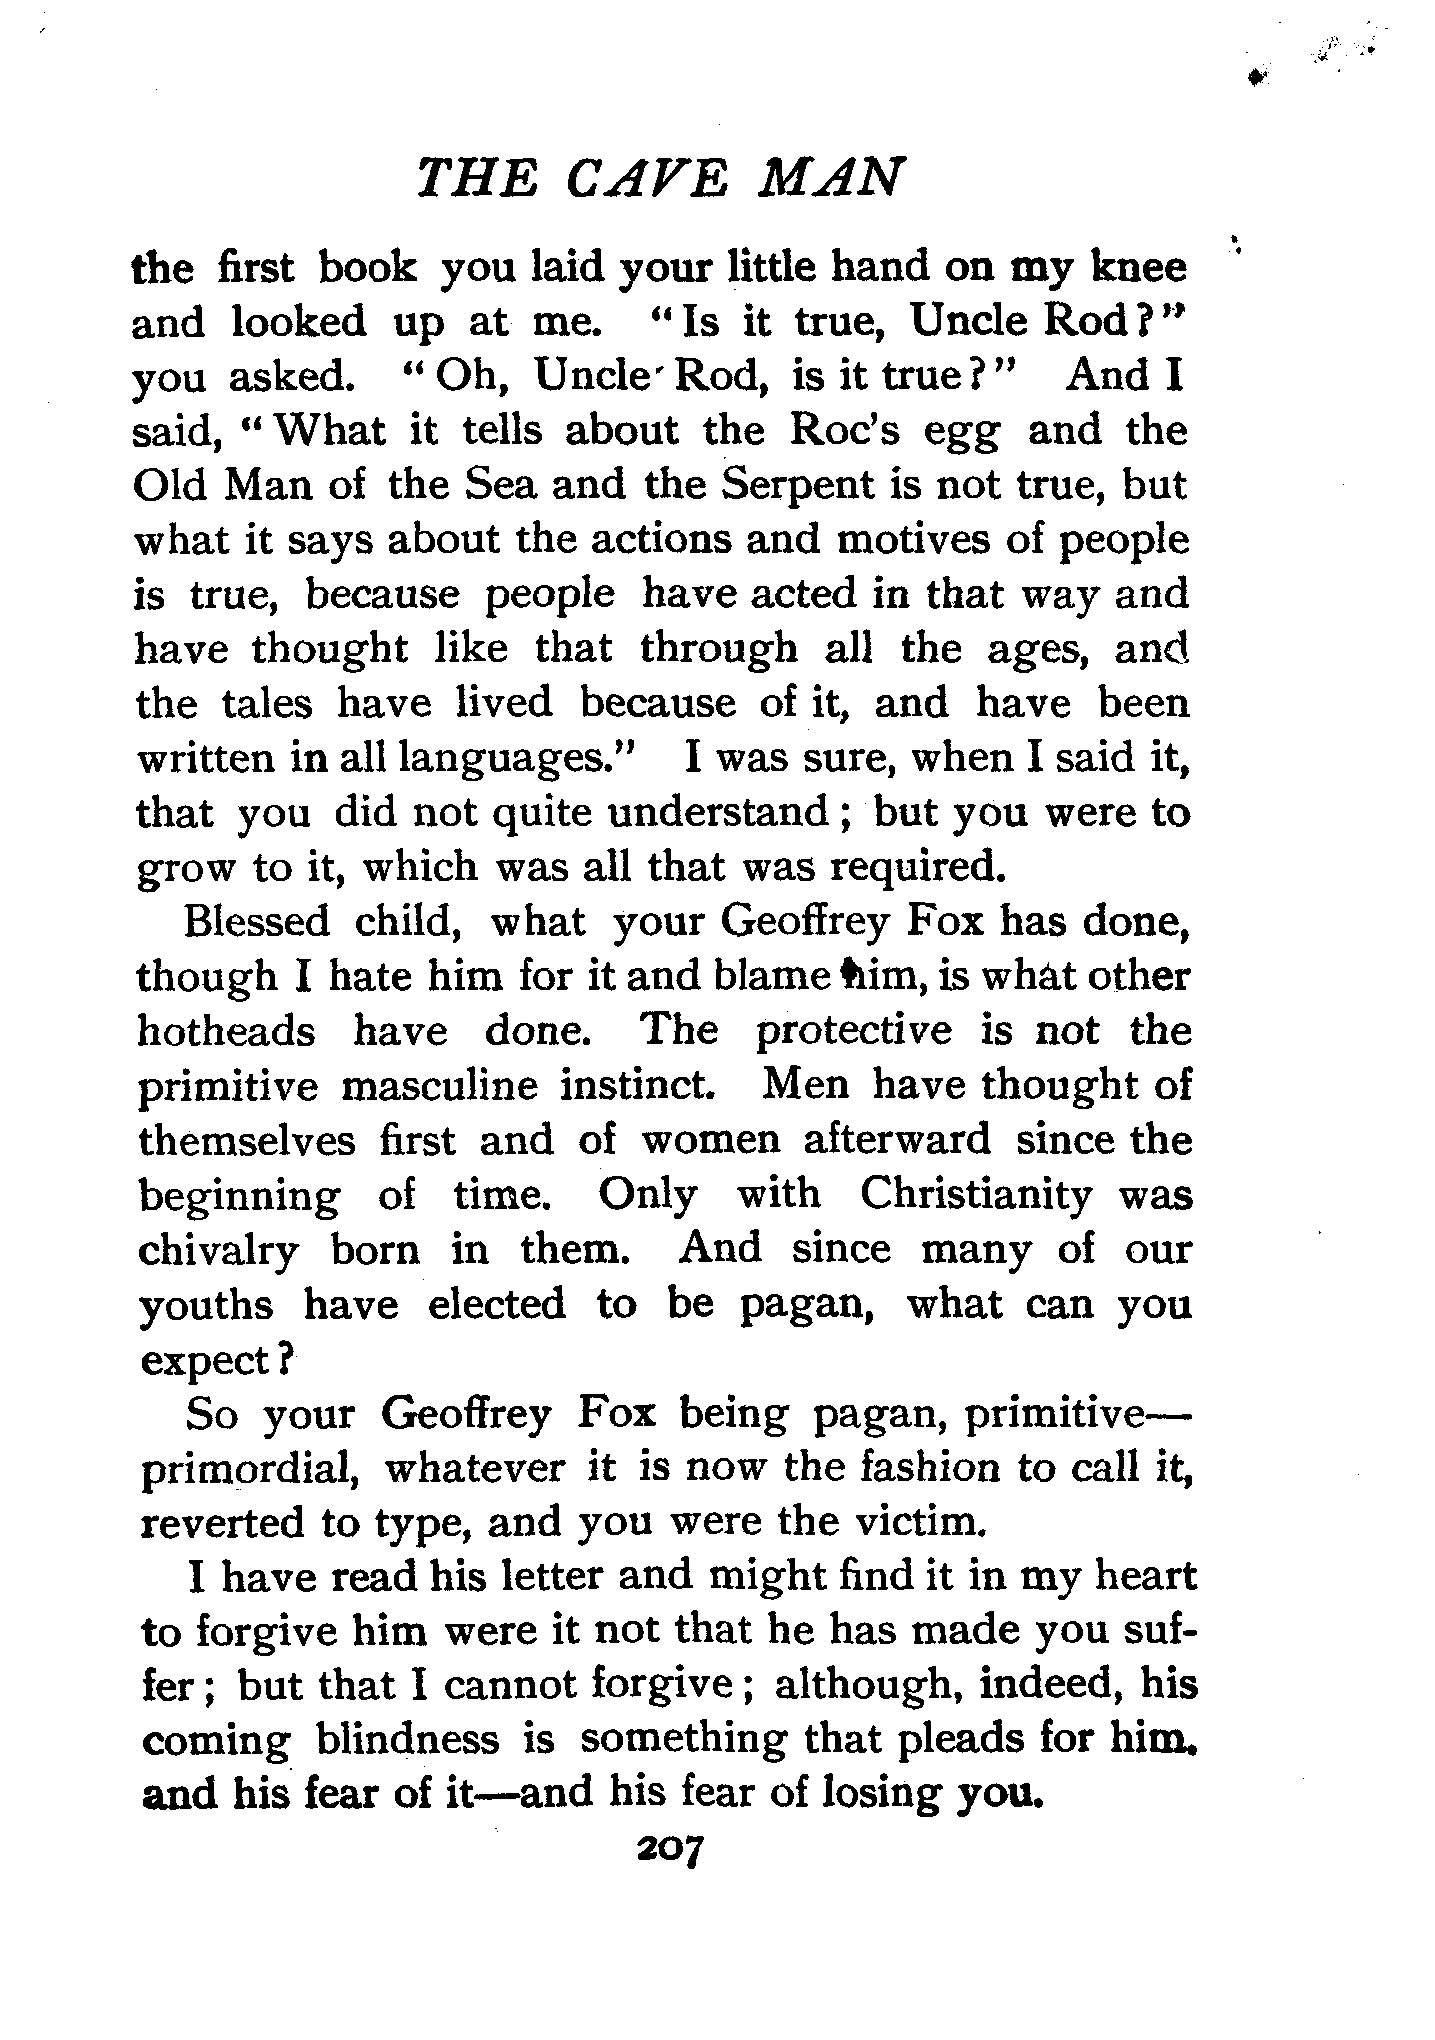 THE CAVE MAN
the first book you laid your little hand on my knee
and looked up at me. "Is it true, Uncle Rod?"
you asked. "Oh, Uncle Rod, is it true?" And I
said, "What it tells about the Roc's egg and the
Old Man of the Sea and the Serpent is not true, but
what it says about the actions and motives of people
is true, because people have acted in that way and
have thought like that through all the ages, and
the tales have lived because of it, and have been
written in all languages." I was sure, when I said it,
that you did not quite understand; but you were to
grow to it, which was all that was required.
Blessed child, what your Geoffrey Fox has done,
though I hate him for it and blame him, is what other
hotheads have done. The protective is not the
primitive masculine instinct. Men have thought of
themselves first and of women afterward since the
beginning of time. Only with Christianity was
chivalry born in them. And since many of our
youths have elected to be pagan, what can you
expect?
So your Geoffrey Fox being pagan, primitive—
primordial, whatever it is now the fashion to call it,
reverted to type, and you were the victim.
I have read his letter and might find it in my heart
to forgive him were it not that he has made you suf-
fer; but that I cannot forgive; although, indeed, his
coming blindness is something that pleads for him.
and his fear of it—and his fear of losing you.
207